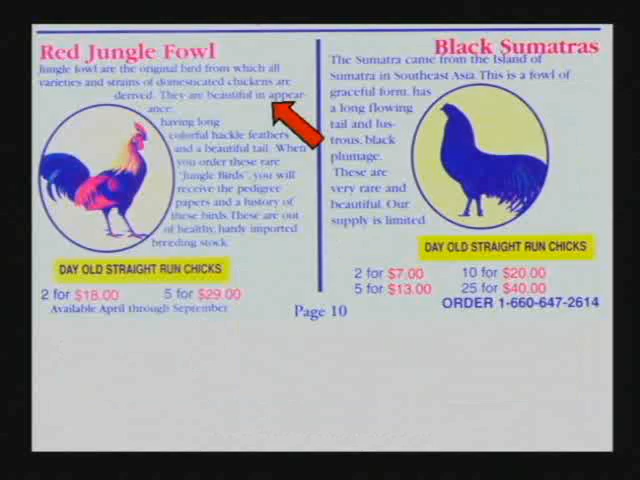 Red Jungle Fowl
Jungle fowl are the original bird from which all
varieties and strains of domesticated chickens are
derived. They are beautiful in appear-
ance:
having long
colorful hackle feathers
and a beautiful tail. When
you order these rare
"Jungle Birds", you will
receive the pedigree
papers and a history of
these birds. These are out
of healthy, hardy imported
breeding stock.
DAY OLD STRAIGHT RUN CHICKS
2 for $18.00 5 for $29.00
Available April through September
Black Sumatras
The Sumatra came from the Island of
Sumatra in Southeast Asia. This is a fowl of
graceful form, has
a long flowing
tail and lus-
trous, black
plumage.
These are
very rare and
beautiful. Our
supply is limited
DAY OLD STRAIGHT RUN CHICKS
2 for $7.00 10 for $20.00
5 for $13.00 25 for $40.00
ORDER 1-660-647-2614
Page 10